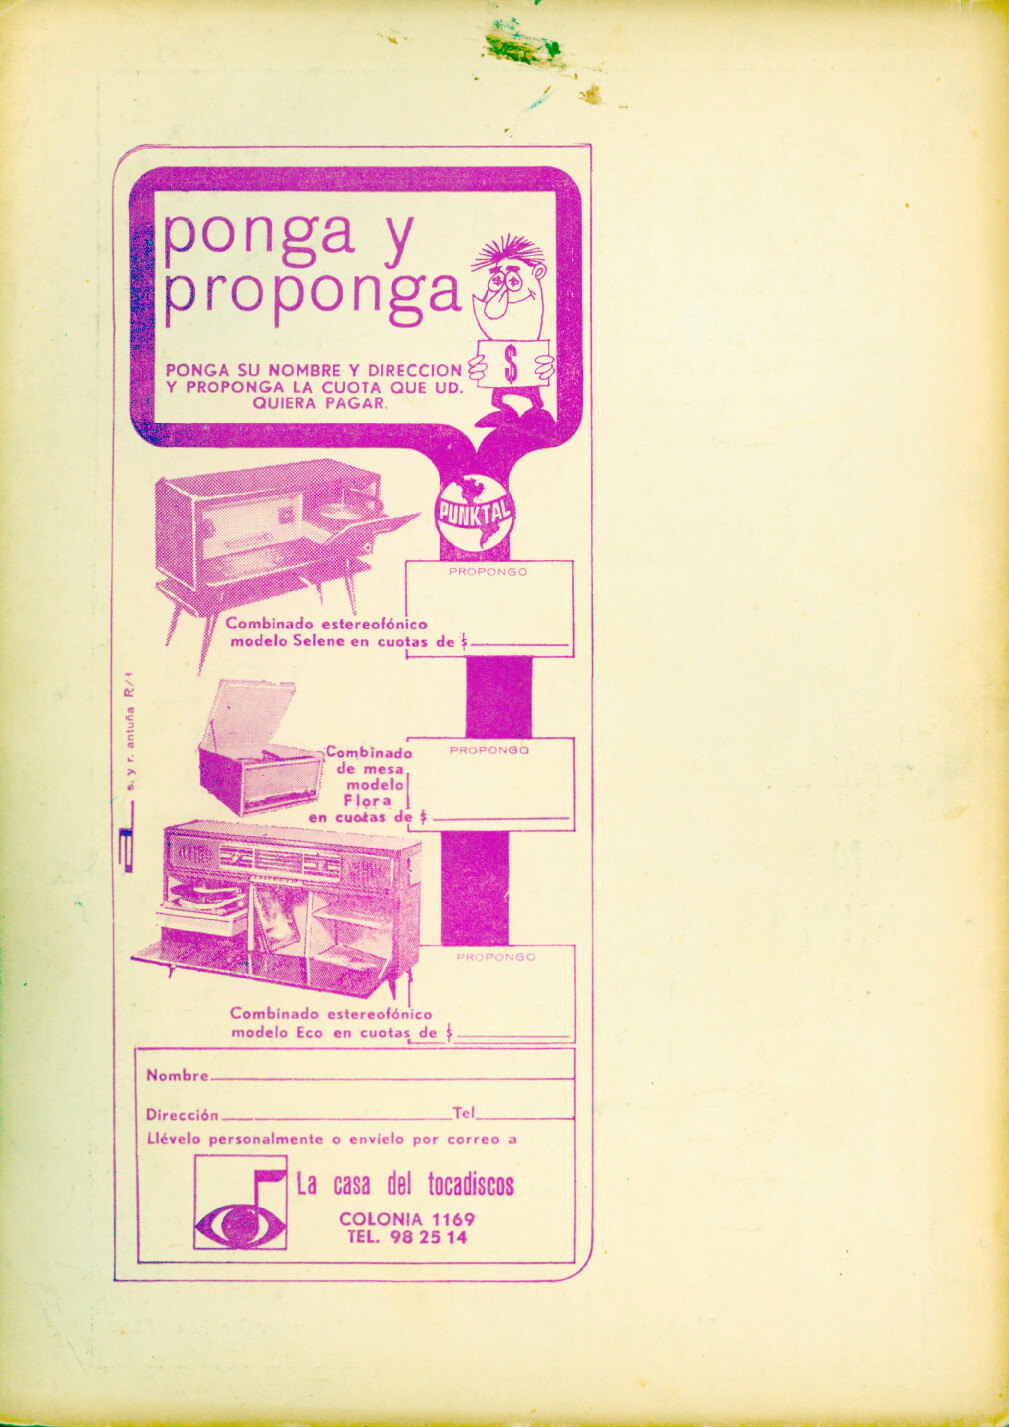 ponga y
proponga
$
PONGA SU NOMBRE Y DIRECCION
Y PROPONGA LA CUOTA QUE UD.
QUIERA PAGAR.
PUNKTAL
PROPONGO
Combinado estereofónico
modelo Selene en cuotas de $
PROPONGO
Combinado
de mesa
modelo
Flora
en cuotas de $
PROPONGO
Combinado estereofónico
modelo Eco en cuotas de $
Nombre
Dirección Tel
Llévelo personalmente o envíelo por correo a
La casa del tocadiscos
COLONIA 1169
TEL. 98 25 14
s. y r. antuña